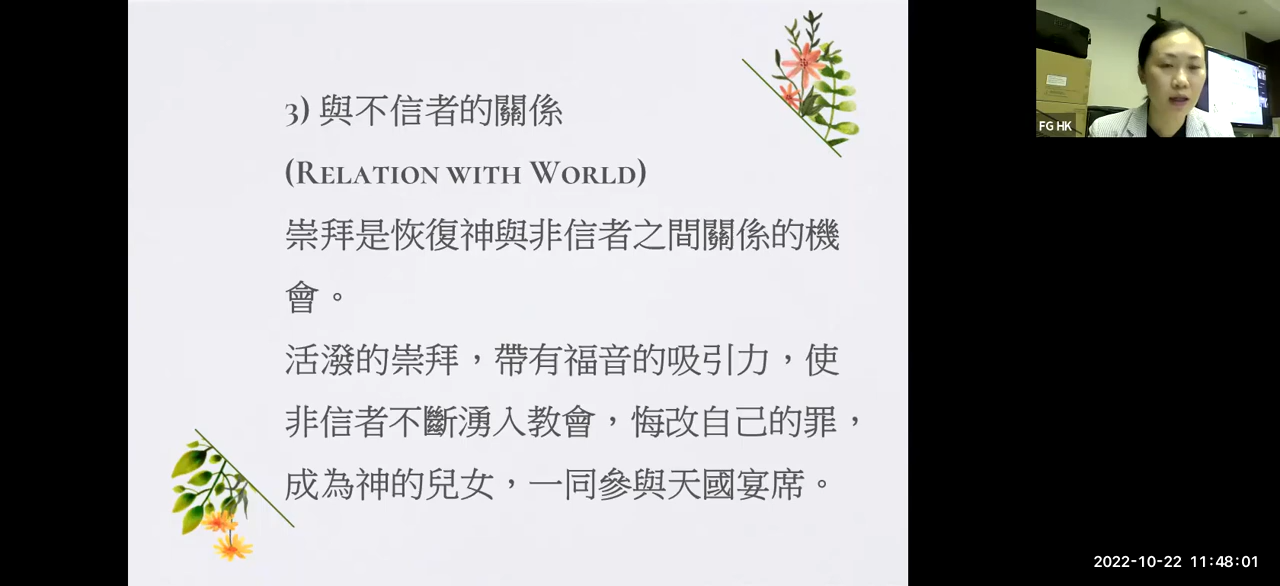 3) 與不信者的關係
(Relation with World)
崇拜是恢復神與非信者之間關係的機
會。
活潑的崇拜，帶有福音的吸引力，使
非信者不斷湧入教會，悔改自己的罪，
成為神的兒女，一同參與天國宴席。
FG HK
2022-10-22 11:48:01